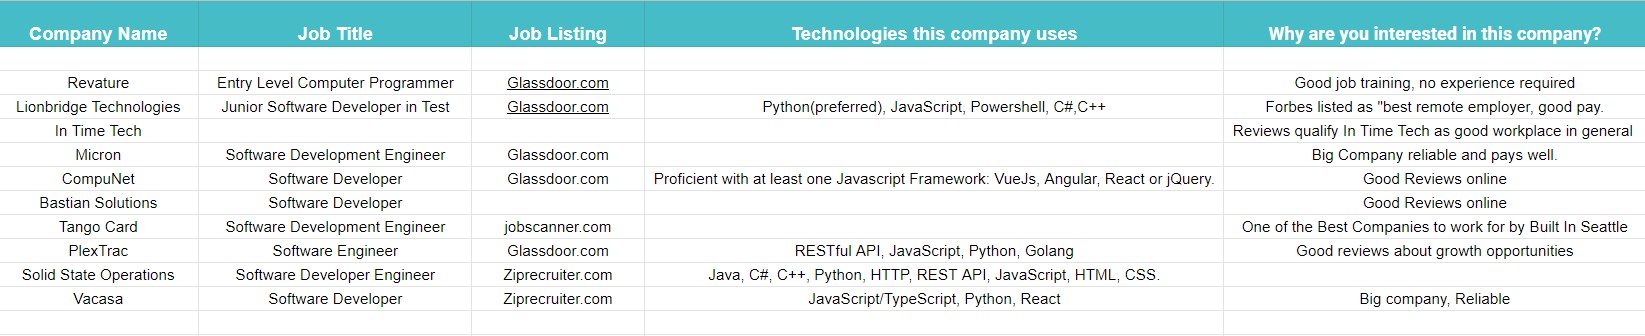 Company Name Job Title Job Listing Technologies this company uses Why are you interested in this company?
Revature Entry Level Computer Programmer Glassdoor.com Good job training, no experience required
Lionbridge Technologies Junior Software Developer in Test Glassdoor.com Python(preferred), JavaScript, Powershell, C#,C++ Forbes listed as "best remote employer, good pay.
In Time Tech Reviews qualify In Time Tech as good workplace in general
Micron Software Development Engineer Glassdoor.com Big Company reliable and pays well.
CompuNet Software Developer Glassdoor.com Proficient with at least one Javascript Framework: VueJs, Angular, React or jQuery. Good Reviews online
Bastian Solutions Software Developer Good Reviews online
Tango Card Software Development Engineer jobscanner.com One of the Best Companies to work for by Built In Seattle
PlexTrac Software Engineer Glassdoor.com RESTful API, JavaScript, Python, Golang Good reviews about growth opportunities
Solid State Operations Software Developer Engineer Ziprecruiter.com Java, C#, C++, Python, HTTP, REST API, JavaScript, HTML, CSS.
Vacasa Software Developer Ziprecruiter.com JavaScript/TypeScript, Python, React Big company, Reliable